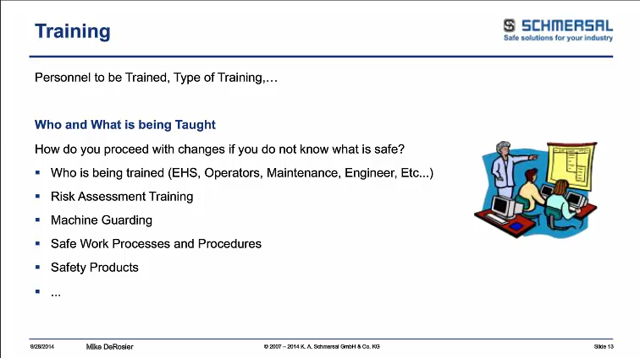 Training
SCHMERSAL
Safe solutions for your industry
Personnel to be Trained, Type of Training,…
Who and What is being Taught
How do you proceed with changes if you do not know what is safe?
Who is being trained (EHS, Operators, Maintenance, Engineer, Etc...)
Risk Assessment Training
Machine Guarding
Safe Work Processes and Procedures
Safety Products
...
8/28/2014 Mike DeRosier © 2007 – 2014 K. A. Schmersal GmbH & Co. KG Slide 13